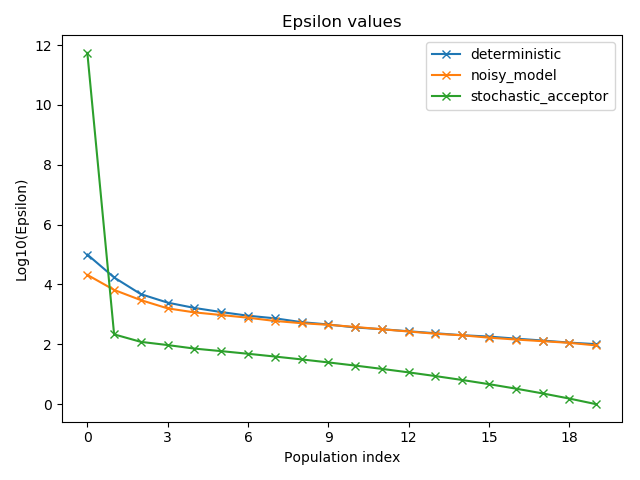 Epsilon values
deterministic
noisy_model
stochastic_acceptor
Log10(Epsilon)
12
10
8
6
4
2
0
0 3 6 9 12 15 18
Population index